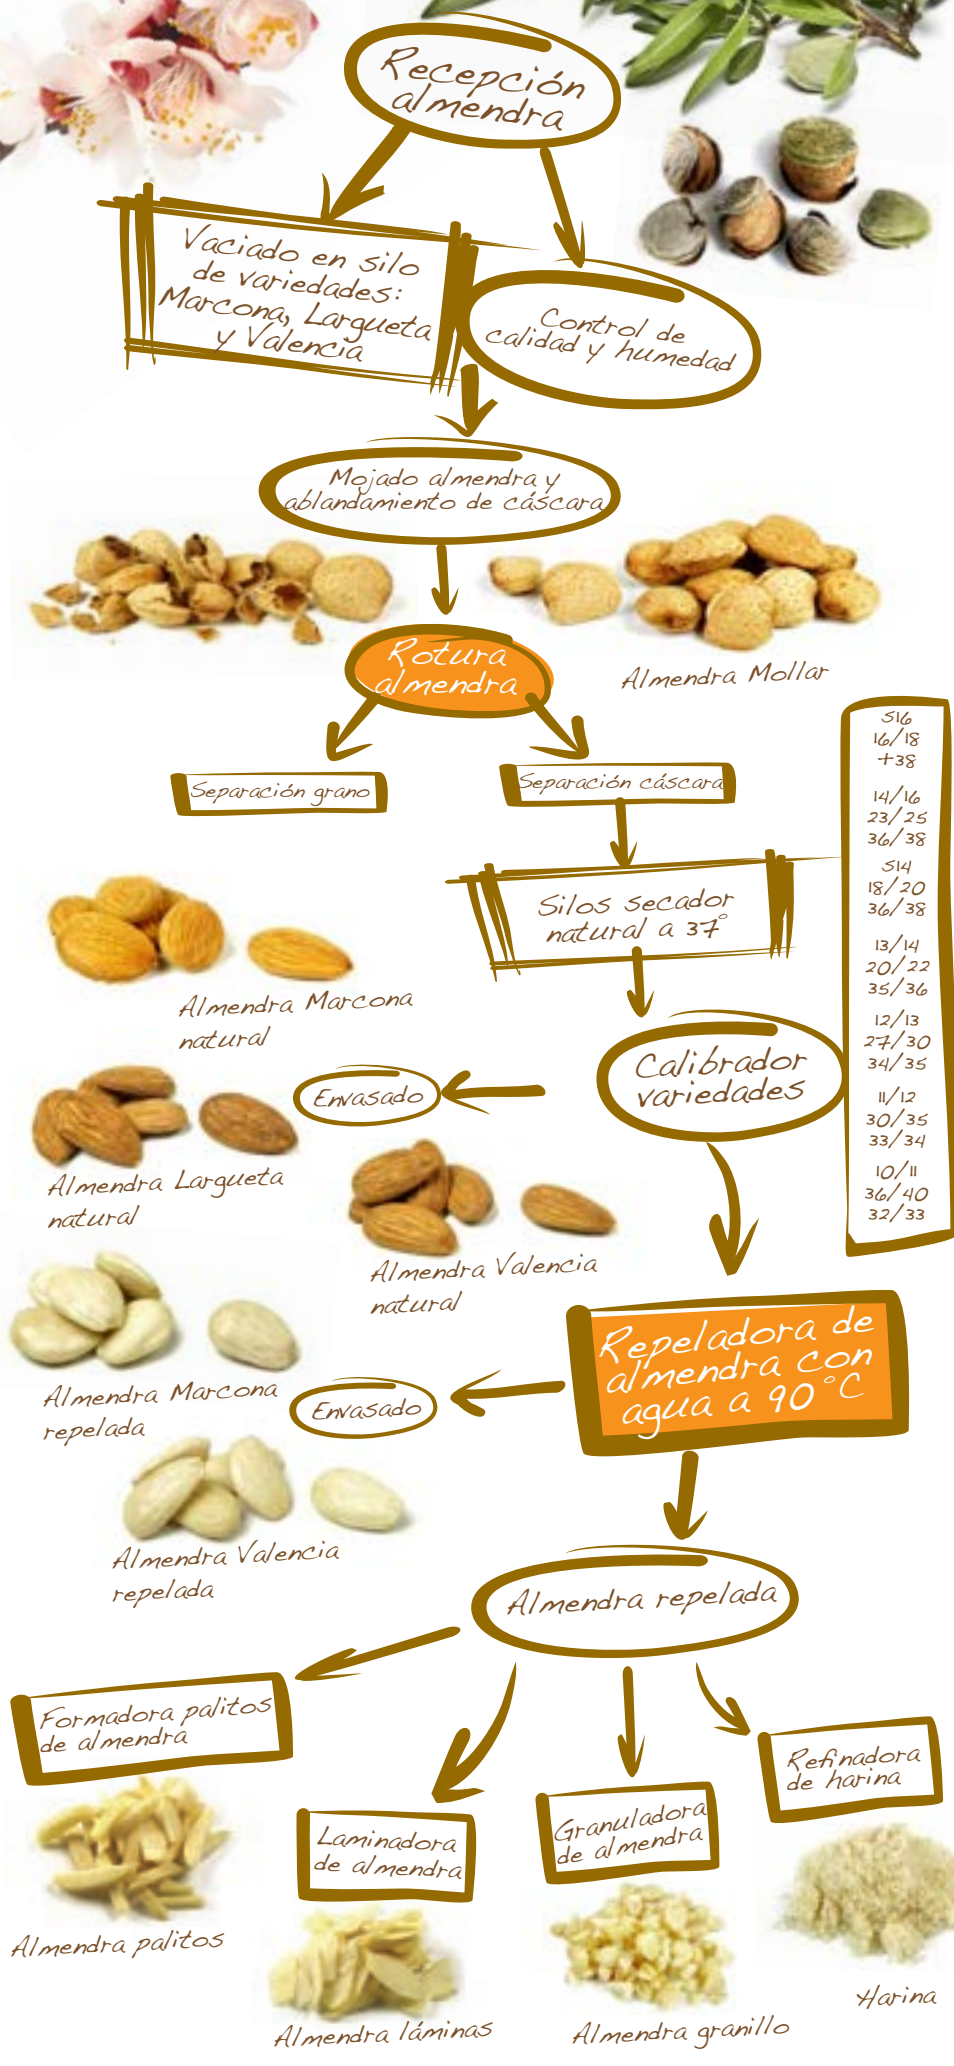 Recepción
almendra
Vaciado en silo
de variedades:
Marcona, Largueta
y Valencia
Control de
calidad y humedad
Mojado almendra y
ablandamiento de cáscara
Rotura
almendra
Almendra Mollar
Separación grano
Separación cáscara
Silos secador
natural a 37°
S16
16/18
+38
14/16
23/25
36/38
S14
18/20
36/38
13/14
20/22
35/36
12/13
27/30
34/35
11/12
30/35
33/34
10/11
36/40
32/33
Almendra Marcona
natural
Calibrador
variedades
Envasado
Almendra Largueta
natural
Almendra Valencia
natural
Repeladora de
almendra con
agua a 90°C
Almendra Marcona
repelada
Envasado
Almendra Valencia
repelada
Almendra repelada
Formadora palitos
de almendra
Refinadora
de harina
Laminadora
de almendra
Granuladora
de almendra
Almendra palitos
Almendra láminas
Almendra granillo
Harina